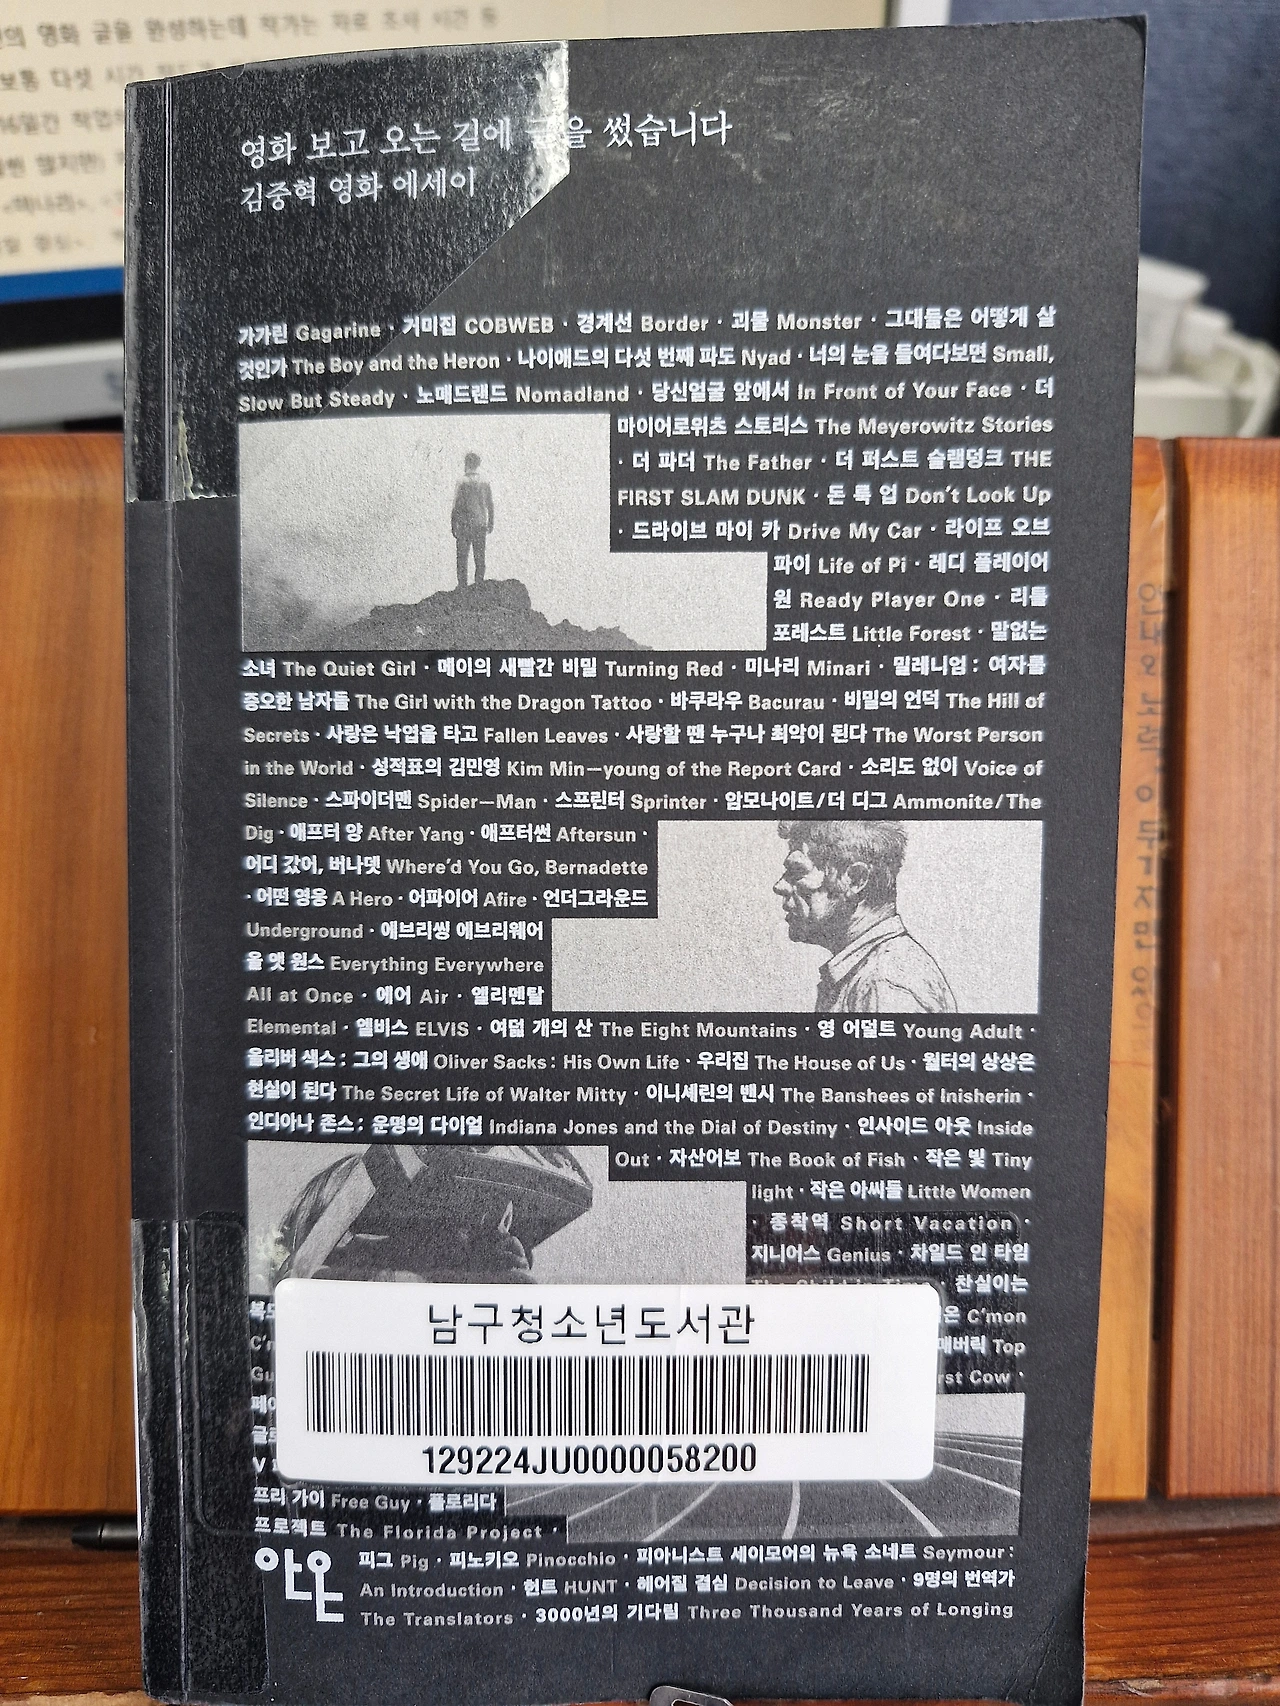 의 영화 글을 완성하는데 작가는 자료 조사 시간 등
보통 다섯 시간
영화 보고 오는 길에 글을 썼습니다
김중혁 영화 에세이
가가린 Gagarine · 거미집 COBWEB · 경계선 Border · 괴물 Monster · 그대들은 어떻게 살
것인가 The Boy and the Heron · 나이애드의 다섯 번째 파도 Nyad · 너의 눈을 들여다보면 Small,
Slow But Steady · 노매드랜드 Nomadland · 당신얼굴 앞에서 In Front of Your Face · 더
마이어로위츠 스토리스 The Meyerowitz Stories
· 더 파더 The Father · 더 퍼스트 슬램덩크 THE
FIRST SLAM DUNK · 돈 룩 업 Don't Look Up
· 드라이브 마이 카 Drive My Car · 라이프 오브
파이 Life of Pi · 레디 플레이어
원 Ready Player One · 리틀
포레스트 Little Forest · 말없는
소녀 The Quiet Girl · 메이의 새빨간 비밀 Turning Red · 미나리 Minari · 밀레니엄 : 여자를
증오한 남자들 The Girl with the Dragon Tattoo · 바쿠라우 Bacurau · 비밀의 언덕 The Hill of
Secrets · 사랑은 낙엽을 타고 Fallen Leaves · 사랑할 땐 누구나 최악이 된다 The Worst Person
in the World · 성적표의 김민영 Kim Min—young of the Report Card · 소리도 없이 Voice of
Silence · 스파이더맨 Spider—Man · 스프린터 Sprinter · 암모나이트/더 디그 Ammonite/The
Dig · 애프터 양 After Yang · 애프터썬 Aftersun ·
어디 갔어, 버나뎃 Where'd You Go, Bernadette
· 어떤 영웅 A Hero · 어파이어 Afire · 언더그라운드
Underground · 에브리씽 에브리웨어
올 앳 원스 Everything Everywhere
All at Once · 에어 Air · 엘리멘탈
Elemental · 엘비스 ELVIS · 여덟 개의 산 The Eight Mountains · 영 어덜트 Young Adult ·
올리버 색스 : 그의 생애 Oliver Sacks : His Own Life · 우리집 The House of Us · 월터의 상상은
현실이 된다 The Secret Life of Walter Mitty · 이니셰린의 밴시 The Banshees of Inisherin ·
인디아나 존스 : 운명의 다이얼 Indiana Jones and the Dial of Destiny · 인사이드 아웃 Inside
Out · 자산어보 The Book of Fish · 작은 빛 Tiny
light · 작은 아씨들 Little Women
· 종착역 Short Vacation ·
지니어스 Genius · 차일드 인 타임
찬실이는
온 C'mon
매버릭 Top
Cow ·
남구청소년도서관
129224JU0000058200
프리 가이 Free Guy · 플로리다
프로젝트 The Florida Project ·
피그 Pig · 피노키오 Pinocchio · 피아니스트 세이모어의 뉴욕 소네트 Seymour :
An Introduction · 헌트 HUNT · 헤어질 결심 Decision to Leave · 9명의 번역가
The Translators · 3000년의 기다림 Three Thousand Years of Longing
안온